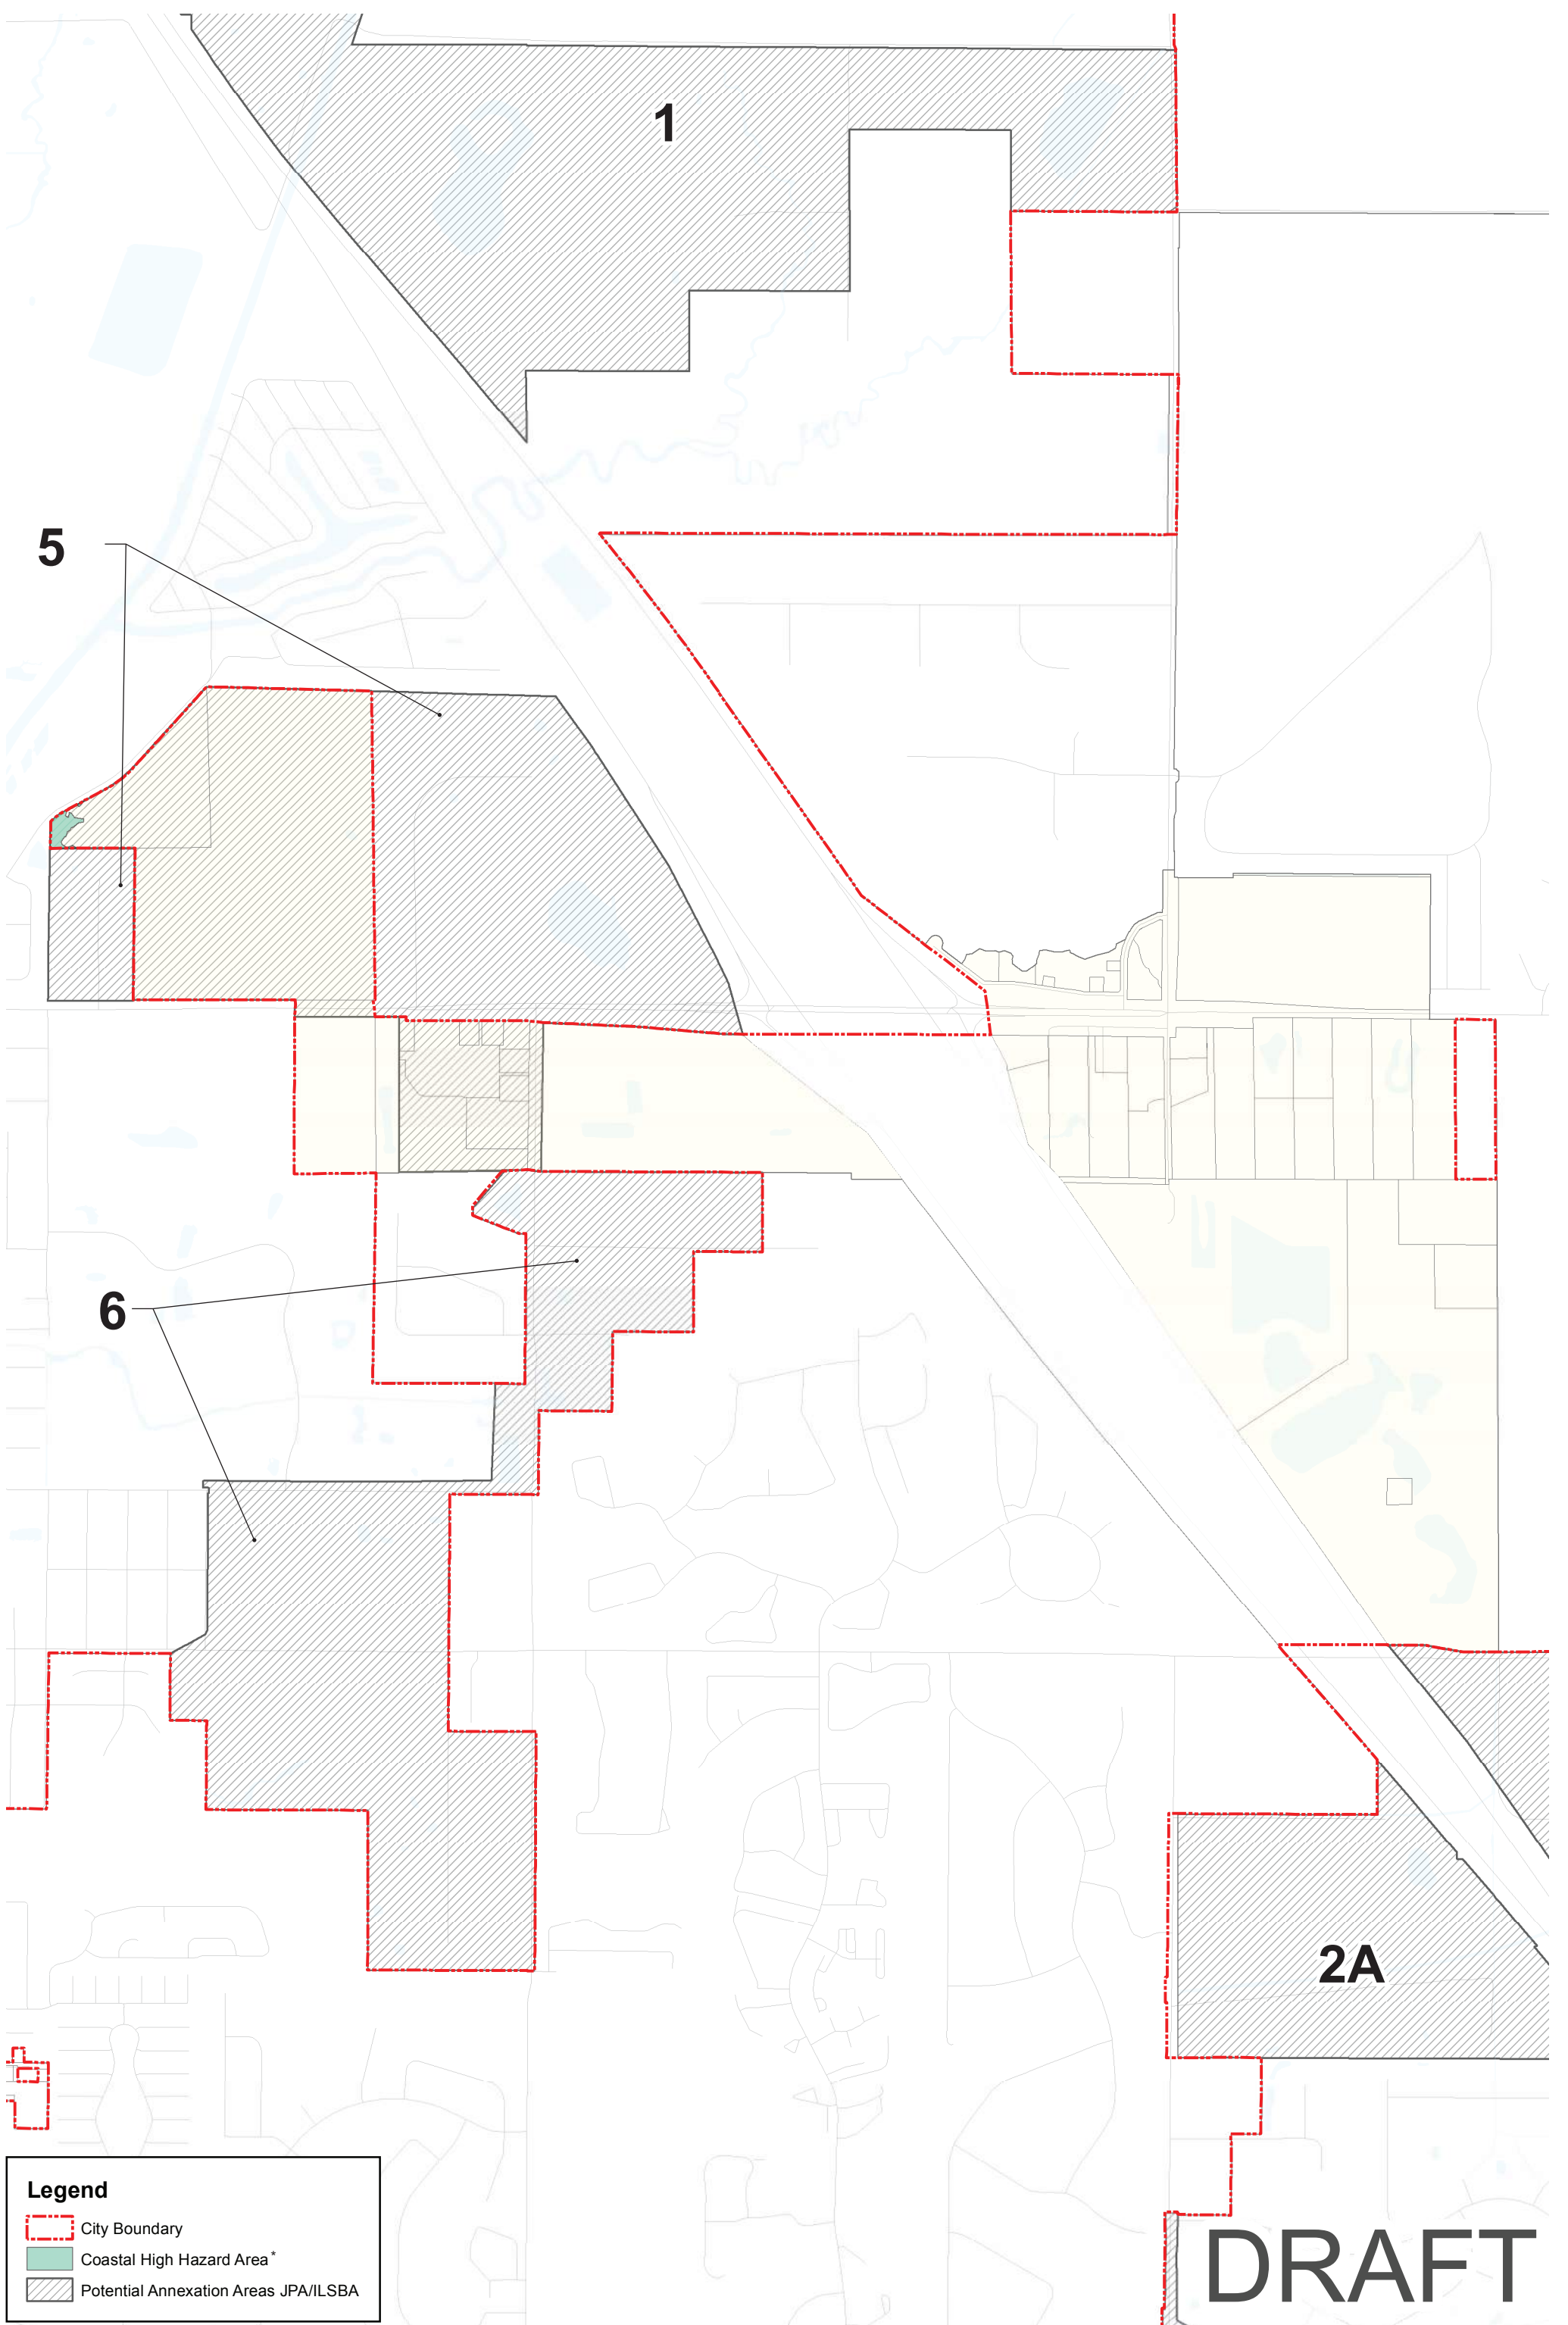 1
5
6
2A
Legend
City Boundary
Coastal High Hazard Area*
Potential Annexation Areas JPA/ILSBA
DRAFT